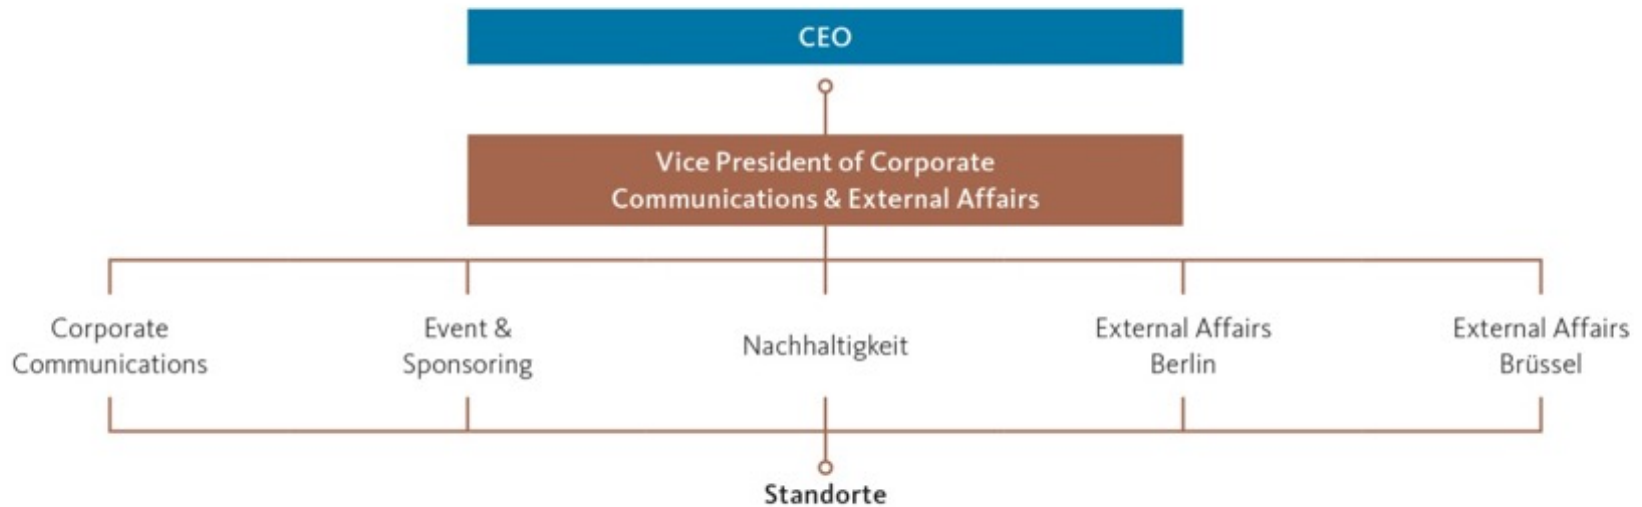 CEO
Vice President of Corporate
Communications & External Affairs
Corporate
Communications
Event &
Sponsoring
Nachhaltigkeit
External Affairs
Berlin
External Affairs
Brüssel
Standorte